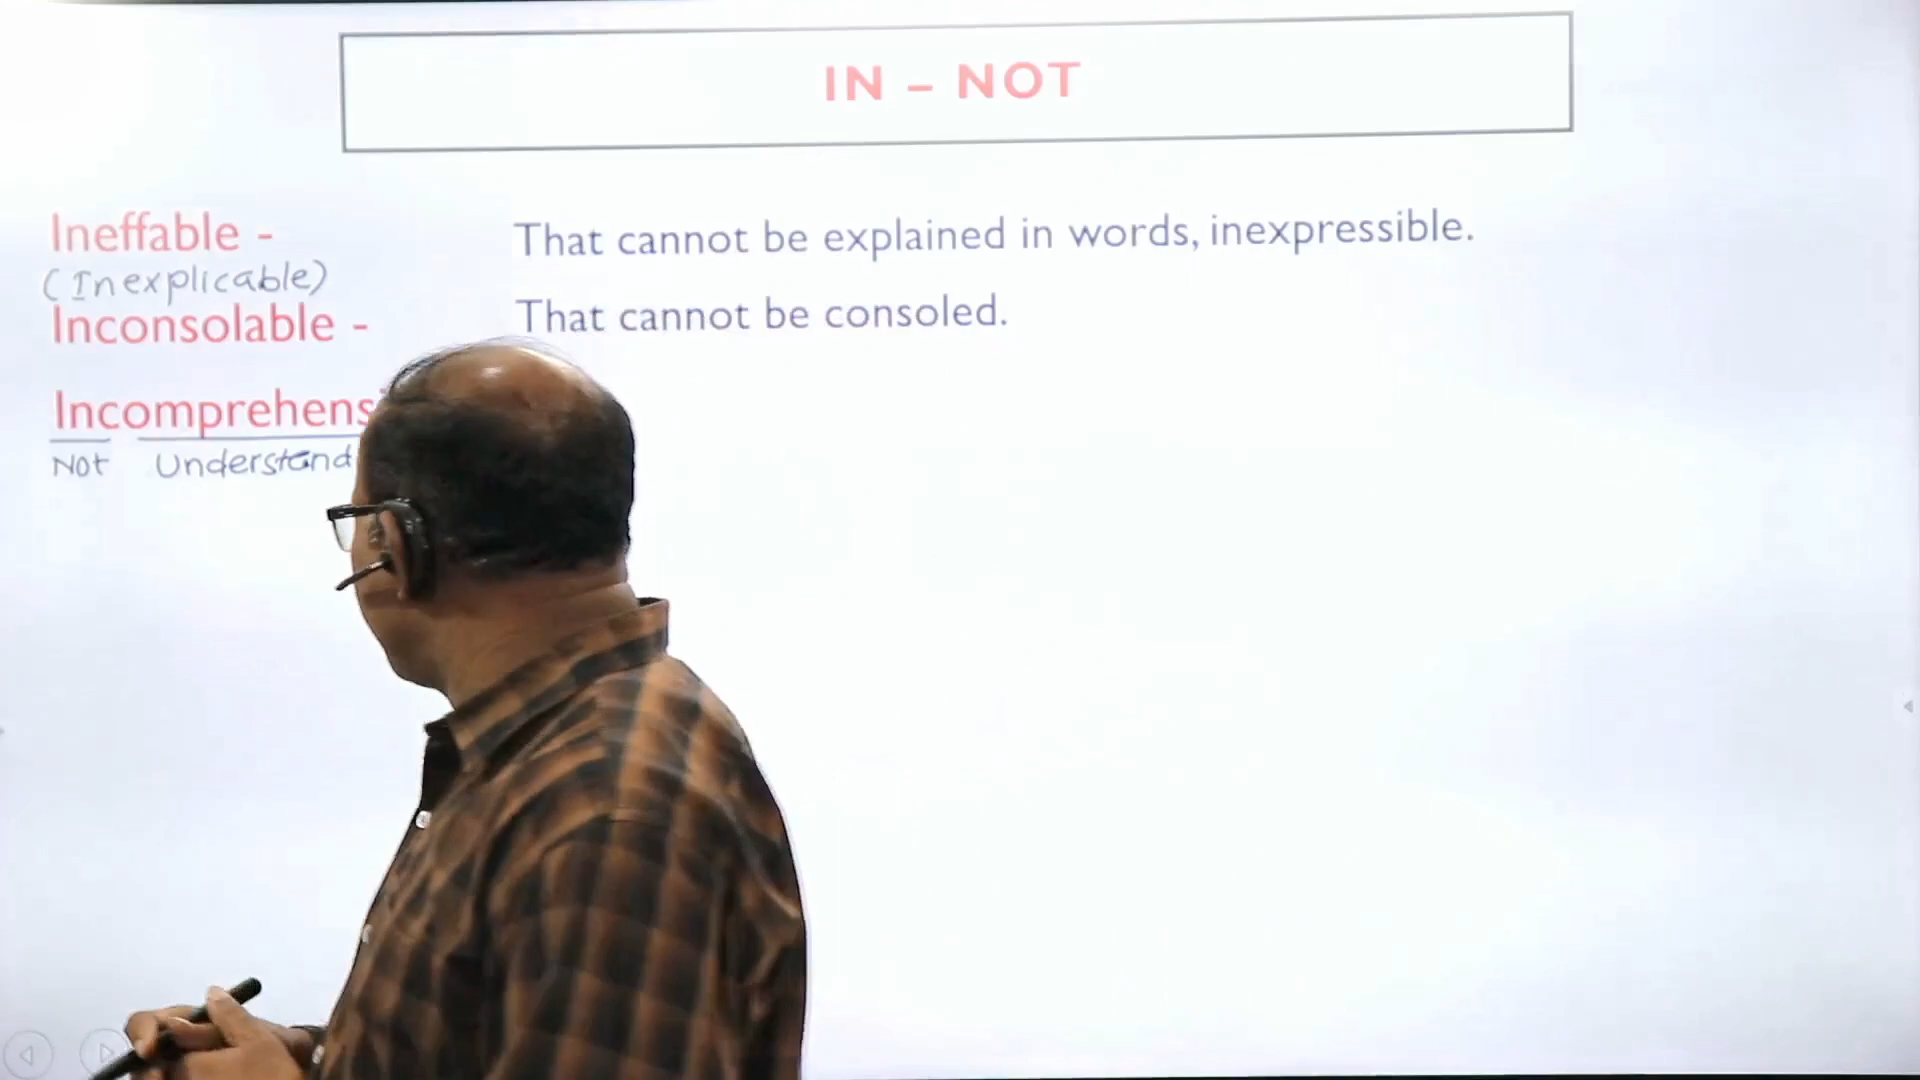 IN – NOT
Ineffable - That cannot be explained in words, inexpressible.
(Inexplicable)
Inconsolable - That cannot be consoled.
Incomprehens
Not Understand